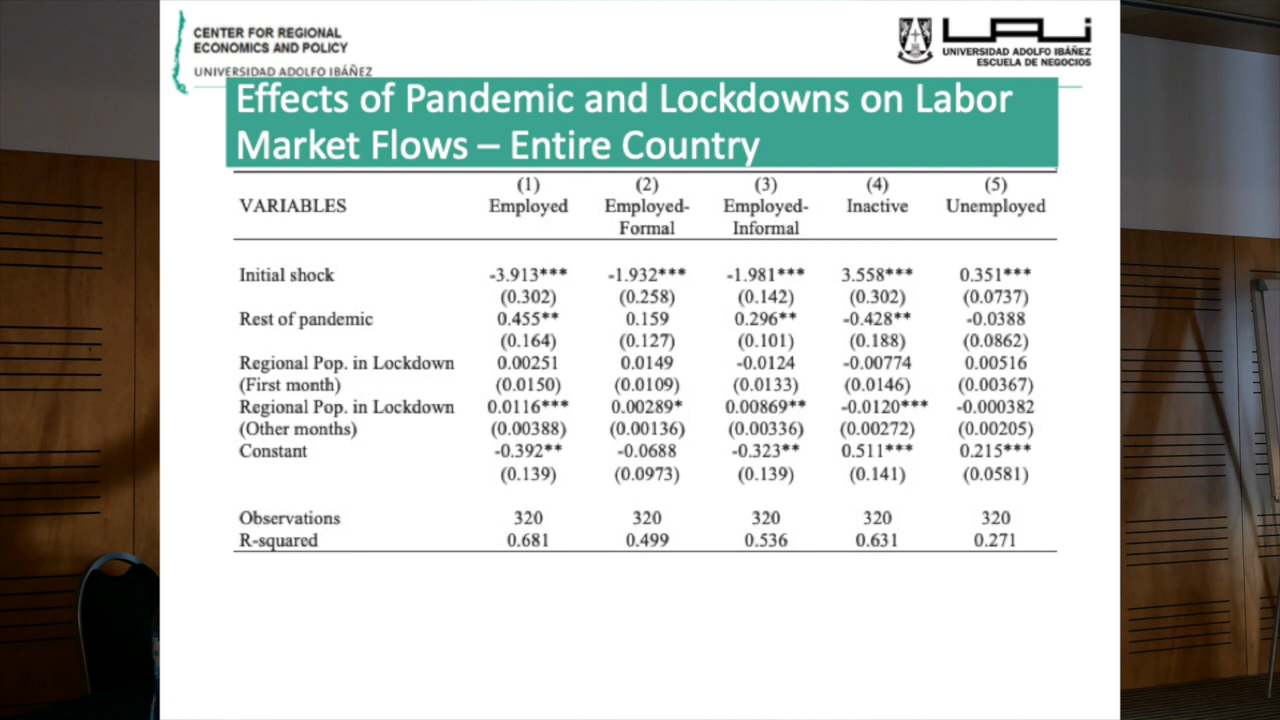 CENTER FOR REGIONAL
ECONOMICS AND POLICY
UNIVERSIDAD ADOLFO IBÁÑEZ
UAI
UNIVERSIDAD ADOLFO IBÁÑEZ
ESCUELA DE NEGOCIOS
Effects of Pandemic and Lockdowns on Labor
Market Flows – Entire Country
(1) (2) (3) (4) (5)
VARIABLES Employed Employed- Employed- Inactive Unemployed
Formal Informal
Initial shock -3.913*** -1.932*** -1.981*** 3.558*** 0.351***
(0.302) (0.258) (0.142) (0.302) (0.0737)
Rest of pandemic 0.455** 0.159 0.296** -0.428** -0.0388
(0.164) (0.127) (0.101) (0.188) (0.0862)
Regional Pop. in Lockdown 0.00251 0.0149 -0.0124 -0.00774 0.00516
(First month) (0.0150) (0.0109) (0.0133) (0.0146) (0.00367)
Regional Pop. in Lockdown 0.0116*** 0.00289* 0.00869** -0.0120*** -0.000382
(Other months) (0.00388) (0.00136) (0.00336) (0.00272) (0.00205)
Constant -0.392** -0.0688 -0.323** 0.511*** 0.215***
(0.139) (0.0973) (0.139) (0.141) (0.0581)
Observations 320 320 320 320 320
R-squared 0.681 0.499 0.536 0.631 0.271